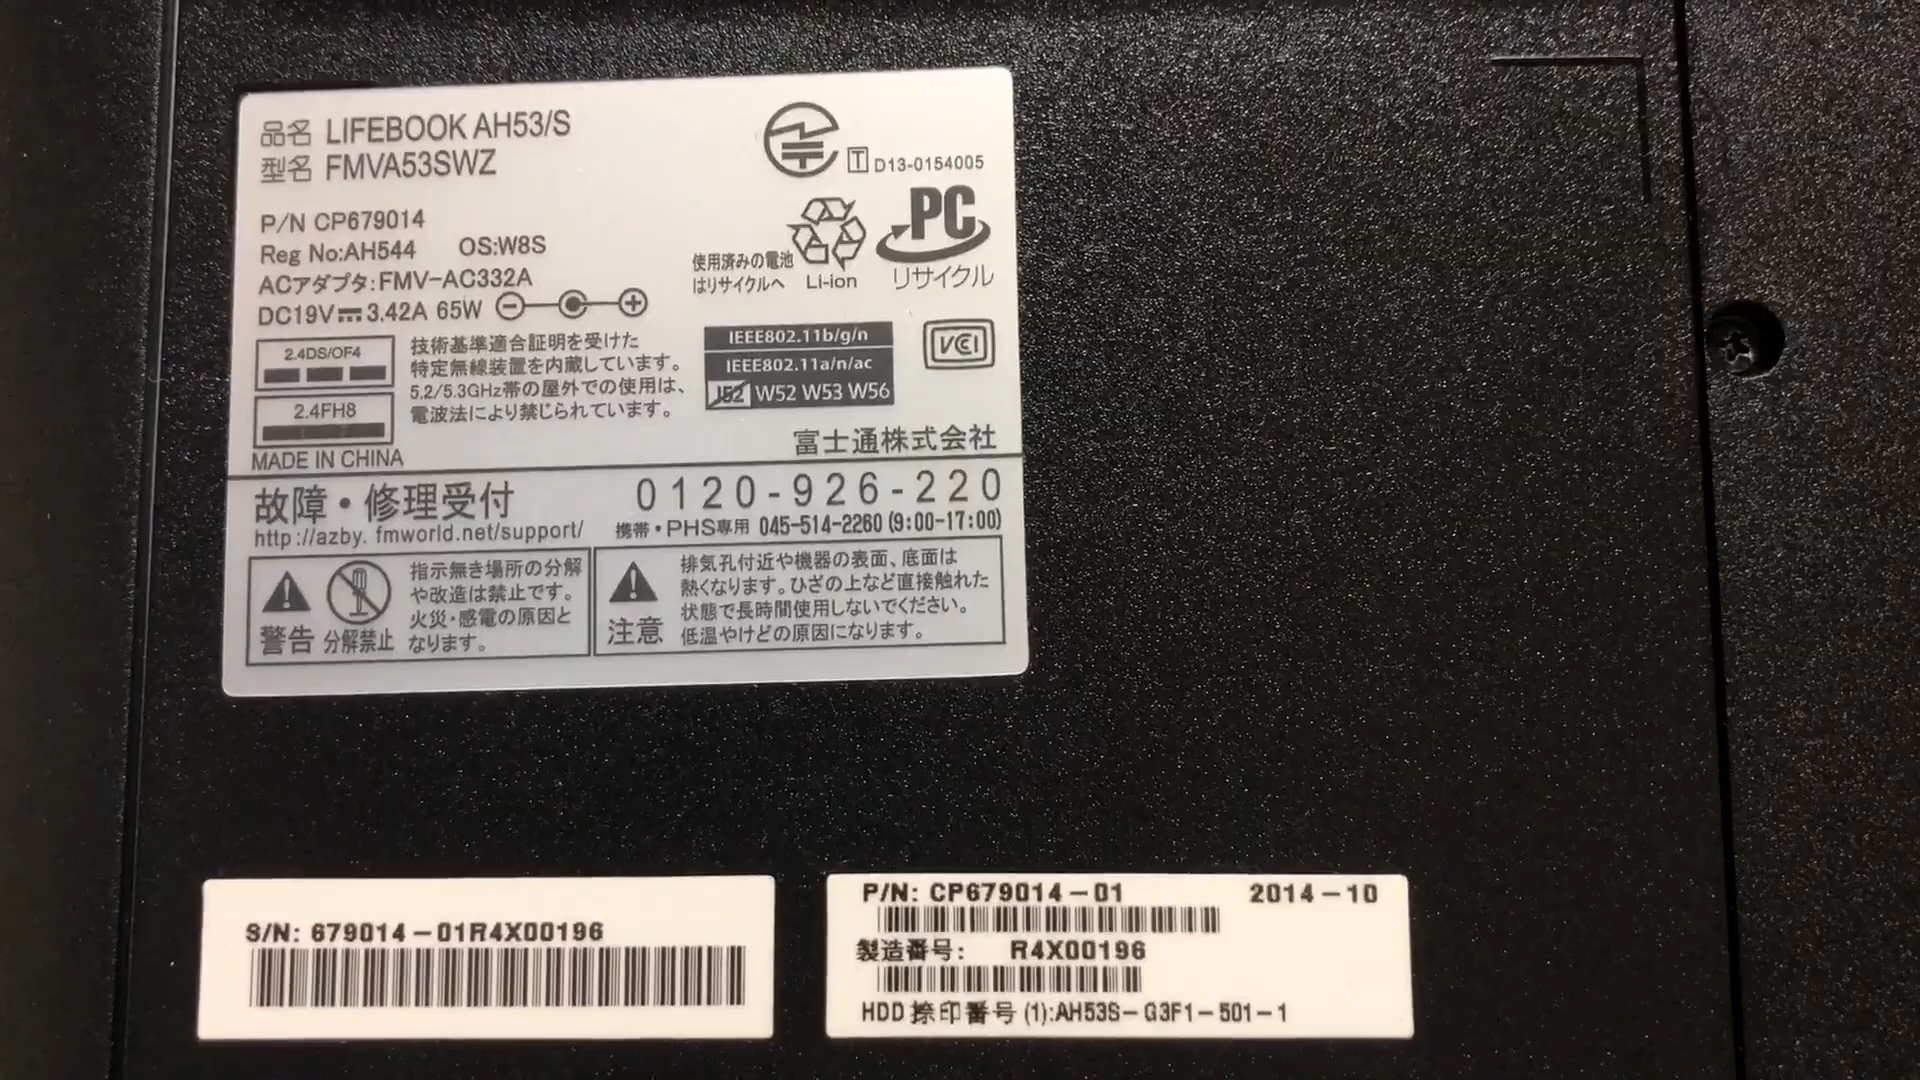 品名 LIFEBOOK AH53/S
型名 FMVA53SWZ
T D13-0154005
P/N CP679014
Reg No:AH544 OS:W8S
ACアダプタ:FMV-AC332A
DC19V 3.42A 65W
使用済みの電池
はリサイクルへ
Li-ion
PC
リサイクル
2.4DS/OF4
2.4FH8
技術基準適合証明を受けた
特定無線装置を内蔵しています。
5.2/5.3GHz帯の屋外での使用は、
電波法により禁じられています。
IEEE802.11b/g/n
IEEE802.11a/n/ac
J52 W52 W53 W56
VCI
MADE IN CHINA
富士通株式会社
故障・修理受付 0120-926-220
http://azby.fmworld.net/support/ 携帯・PHS専用 045-514-2260 (9:00-17:00)
警告 分解禁止
指示無き場所の分解
や改造は禁止です。
火災・感電の原因と
なります。
注意
排気孔付近や機器の表面、底面は
熱くなります。ひざの上など直接触れた
状態で長時間使用しないでください。
低温やけどの原因になります。
S/N: 679014-01R4X00196
P/N: CP679014-01 2014-10
製造番号: R4X00196
HDD 捺印番号 (1):AH53S-G3F1-501-1